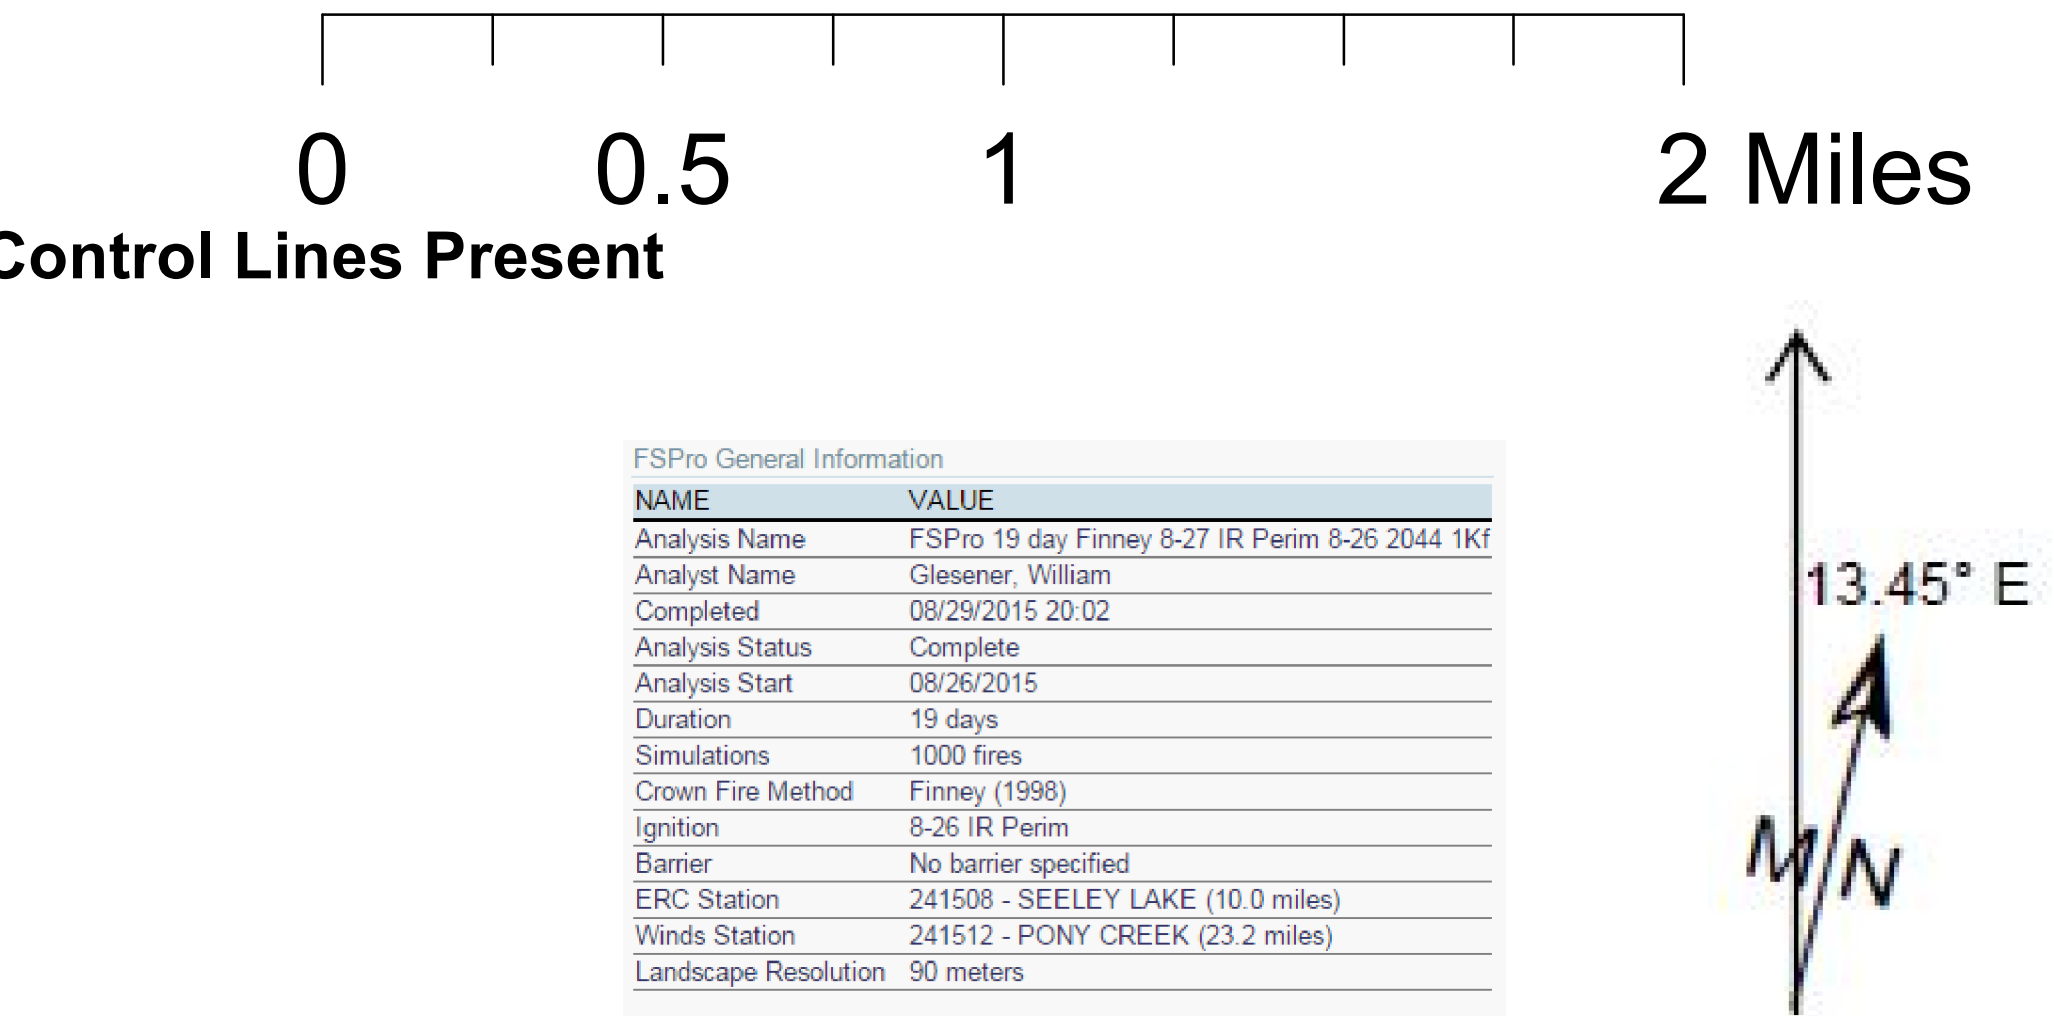 0 0.5 1 2 Miles
Control Lines Present
FSPro General Information
NAME VALUE
Analysis Name FSPro 19 day Finney 8-27 IR Perim 8-26 2044 1Kf
Analyst Name Glesener, William
Completed 08/29/2015 20:02
Analysis Status Complete
Analysis Start 08/26/2015
Duration 19 days
Simulations 1000 fires
Crown Fire Method Finney (1998)
Ignition 8-26 IR Perim
Barrier No barrier specified
ERC Station 241508 - SEELEY LAKE (10.0 miles)
Winds Station 241512 - PONY CREEK (23.2 miles)
Landscape Resolution 90 meters
13.45° E
M N